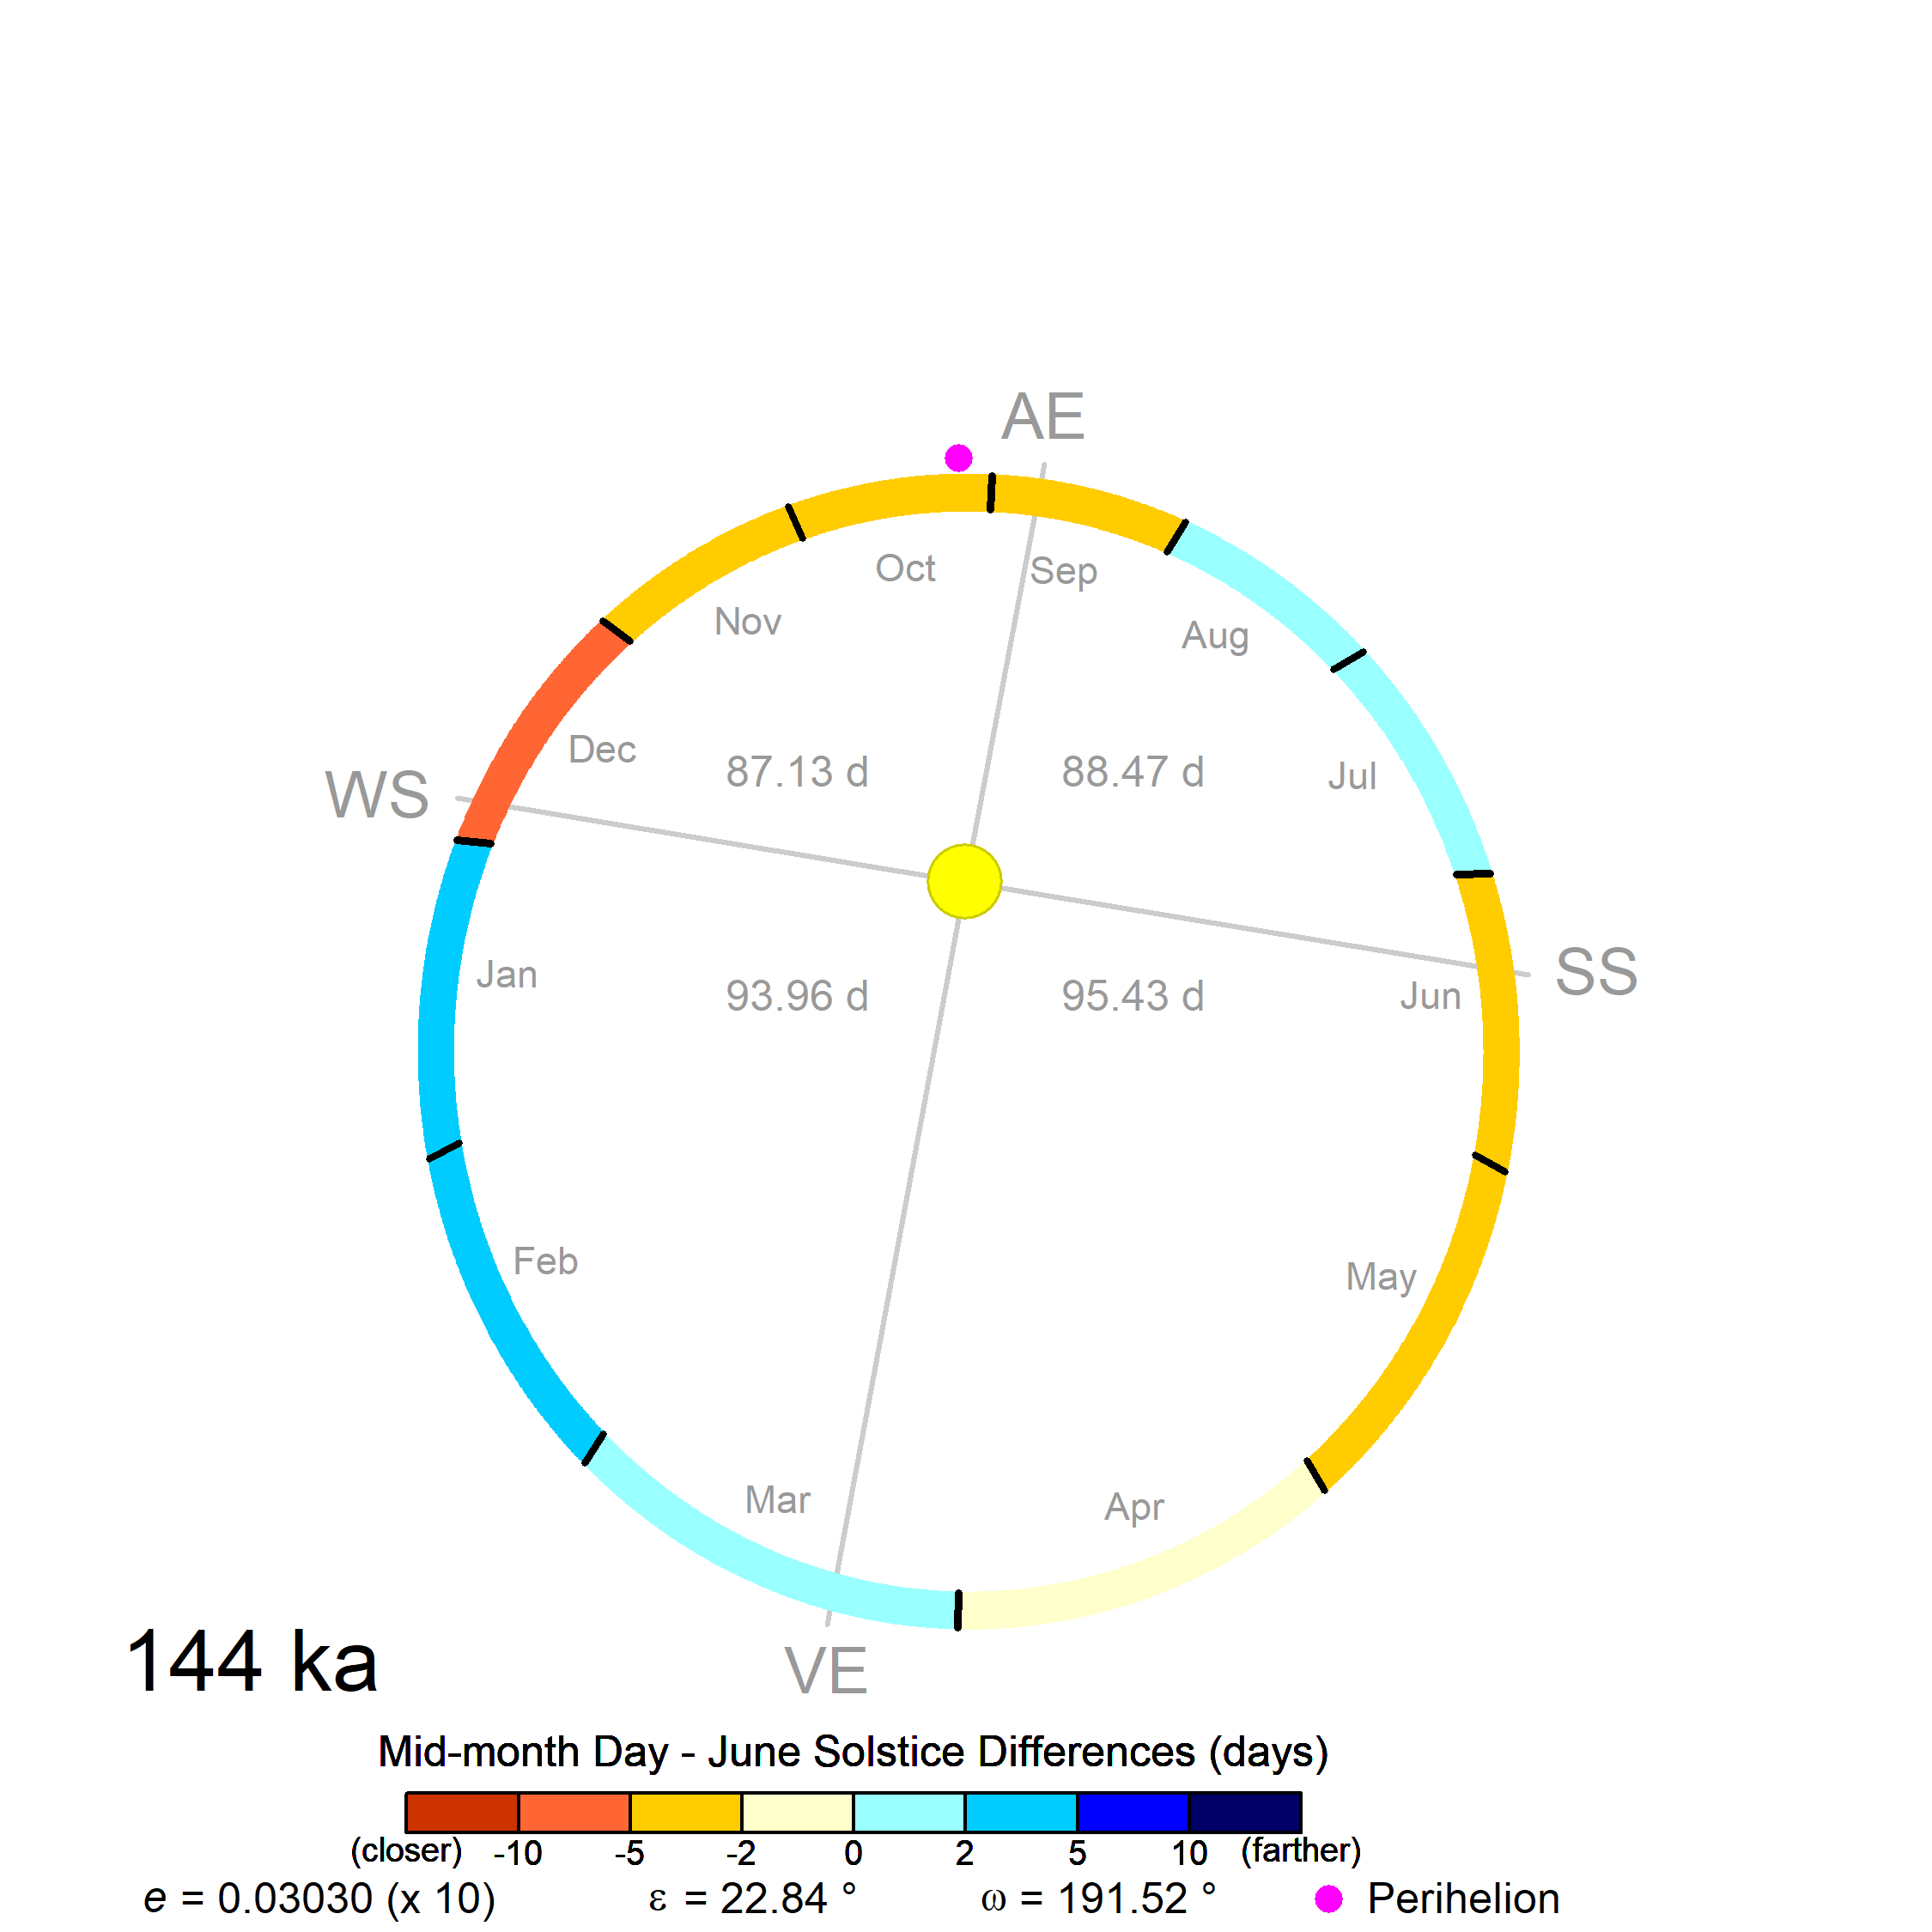 AE
Oct
Sep
Nov
Aug
Dec
Jul
87.13 d
88.47 d
WS
SS
Jan
Jun
93.96 d
95.43 d
Feb
May
Mar
Apr
VE
144 ka
Mid-month Day - June Solstice Differences (days)
(closer) -10 -5 -2 0 2 5 10 (farther)
e = 0.03030 (x 10) ε = 22.84 ° ω = 191.52 ° Perihelion